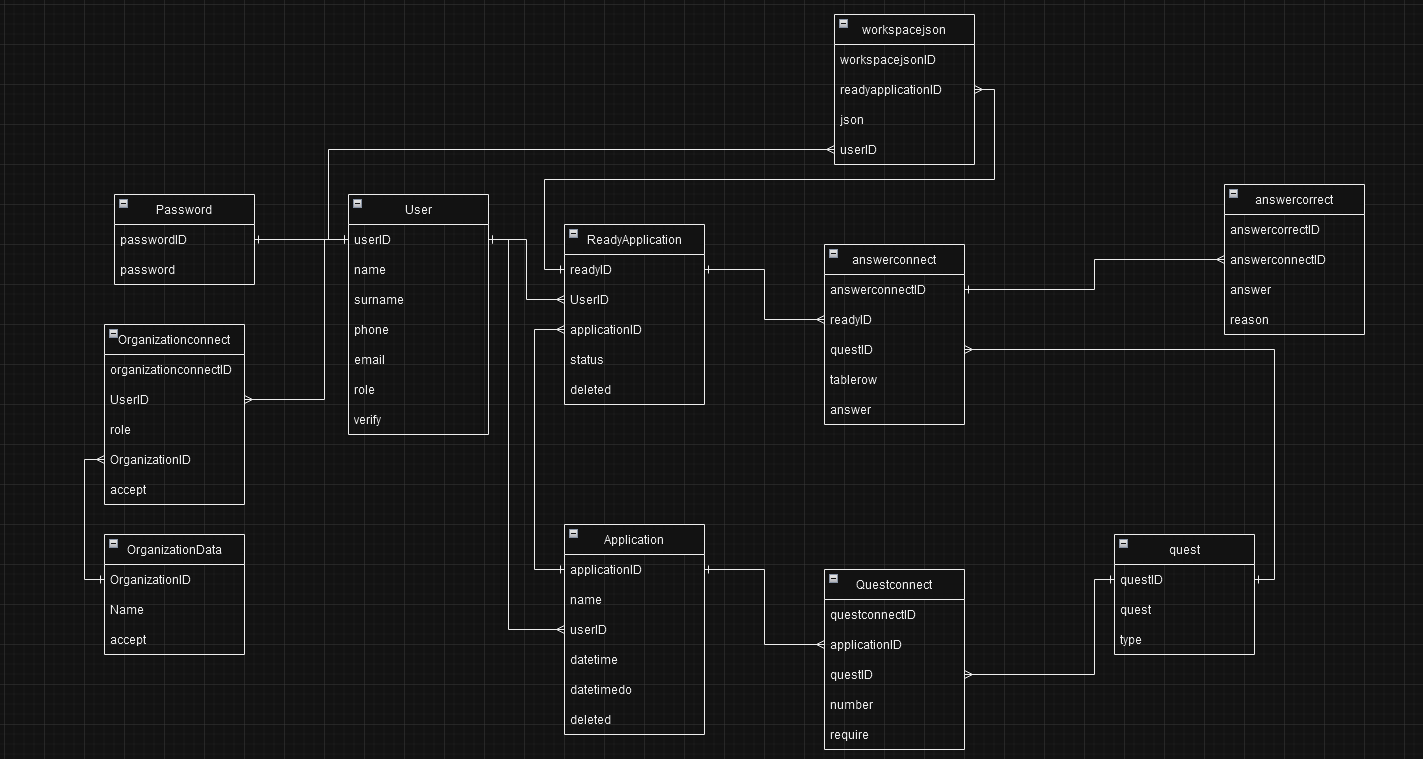 workspacejson
workspacejsonID
readyapplicationID
json
userID
Password
passwordID
password
User
userID
name
surname
phone
email
role
verify
ReadyApplication
readyID
UserID
applicationID
status
deleted
answerconnect
answerconnectID
readyID
questID
tablerow
answer
answercorrect
answercorrectID
answerconnectID
answer
reason
Organizationconnect
organizationconnectID
UserID
role
OrganizationID
accept
OrganizationData
OrganizationID
Name
accept
Application
applicationID
name
userID
datetime
datetimedo
deleted
Questconnect
questconnectID
applicationID
questID
number
require
quest
questID
quest
type